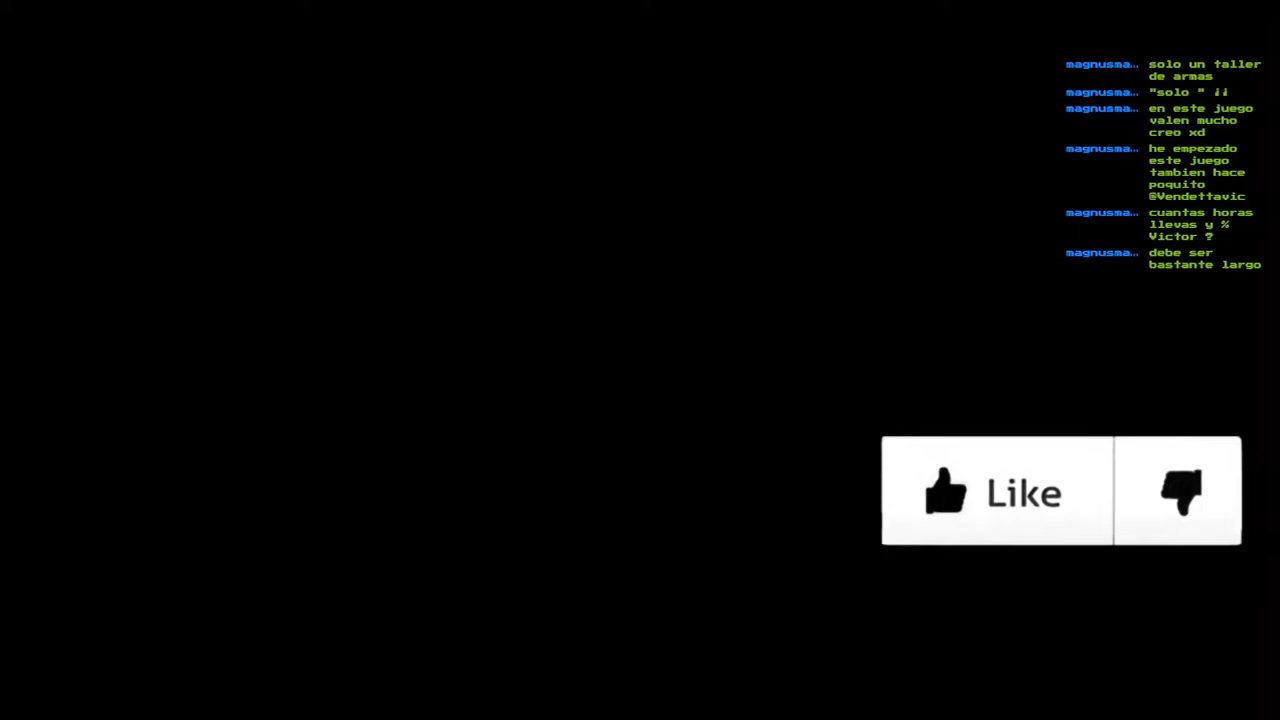 magnusma… solo un taller
de armas
magnusma… "solo " ¡¡
magnusma… en este juego
valen mucho
creo xd
magnusma… he empezado
este juego
tambien hace
poquito
@Vendettavic
magnusma… cuantas horas
llevas y %
Victor ?
magnusma… debe ser
bastante largo
Like